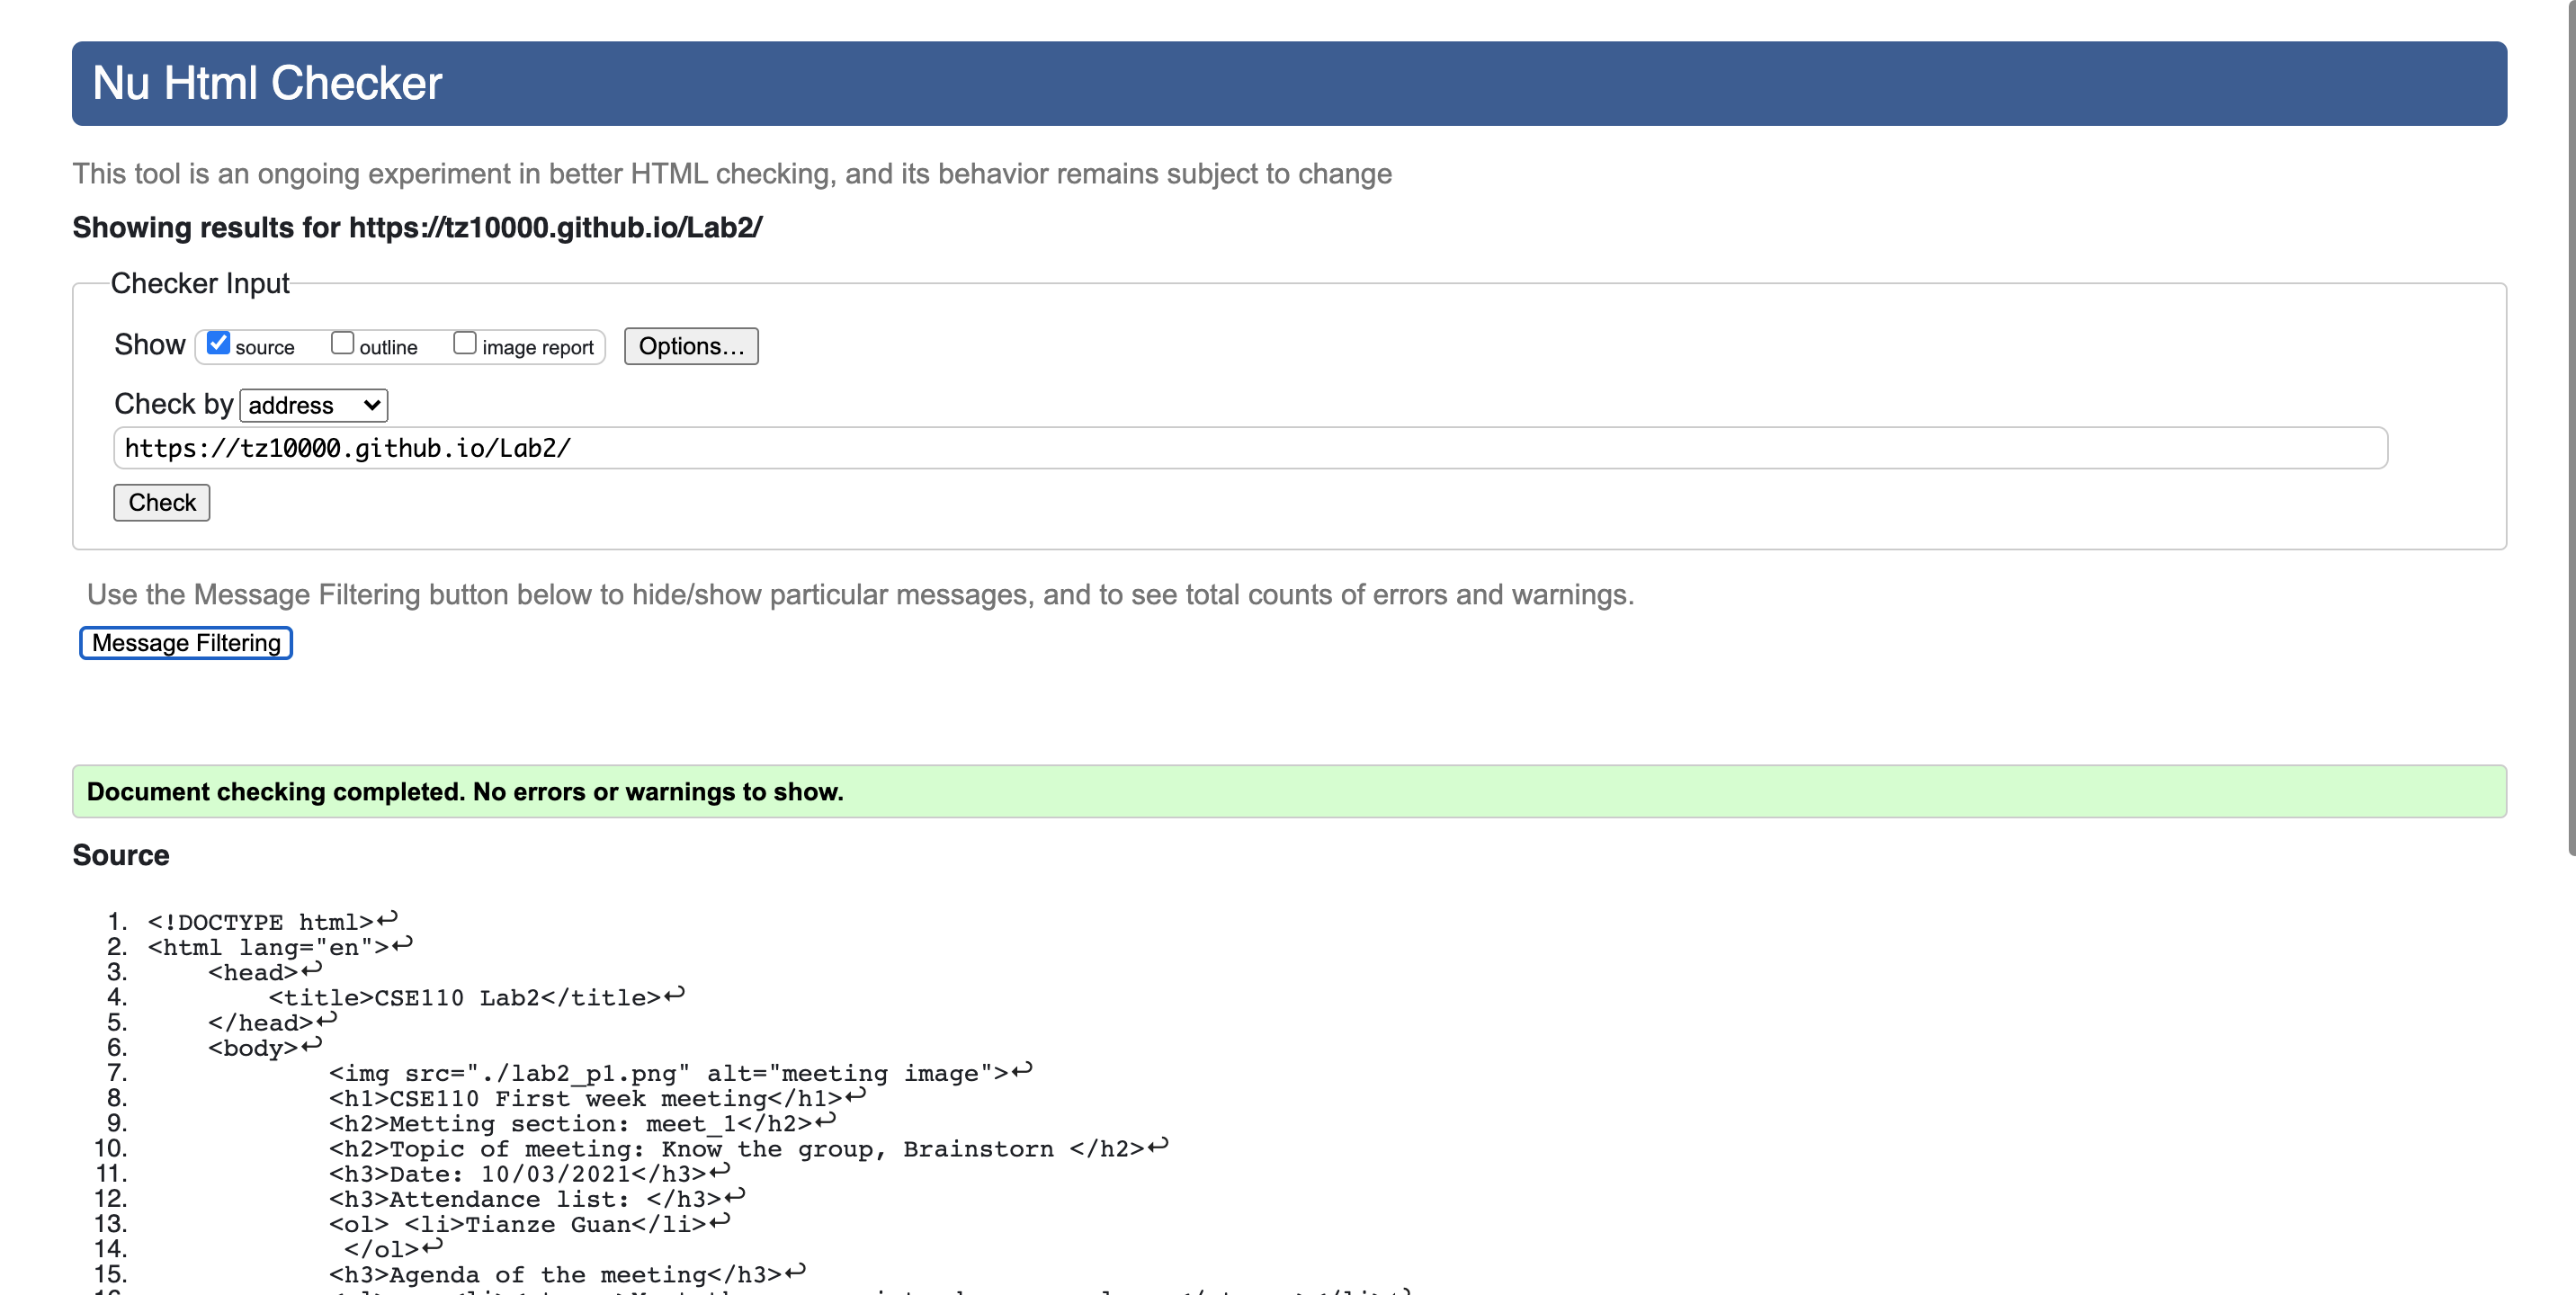 Nu Html Checker
This tool is an ongoing experiment in better HTML checking, and its behavior remains subject to change
Showing results for https://tz10000.github.io/Lab2/
Checker Input
Show source outline image report Options...
Check by address
https://tz10000.github.io/Lab2/
Check
Use the Message Filtering button below to hide/show particular messages, and to see total counts of errors and warnings.
Message Filtering
Document checking completed. No errors or warnings to show.
Source
1. <!DOCTYPE html>↩
2. <html lang="en">↩
3. <head>↩
4. <title>CSE110 Lab2</title>↩
5. </head>↩
6. <body>↩
7. <img src="./lab2_p1.png" alt="meeting image">↩
8. <h1>CSE110 First week meeting</h1>↩
9. <h2>Metting section: meet_1</h2>↩
10. <h2>Topic of meeting: Know the group, Brainstorn </h2>↩
11. <h3>Date: 10/03/2021</h3>↩
12. <h3>Attendance list: </h3>↩
13. <ol> <li>Tianze Guan</li>↩
14. </ol>↩
15. <h3>Agenda of the meeting</h3>↩